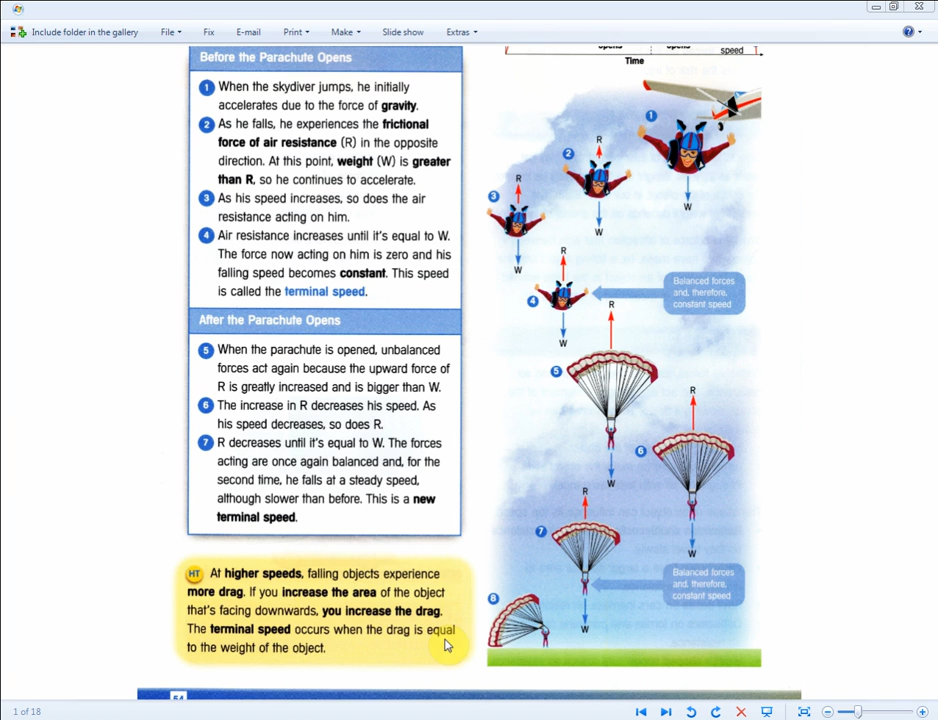 Include folder in the gallery File Fix E-mail Print Make Slide show Extras
opens opens speed
Time
Before the Parachute Opens
1 When the skydiver jumps, he initially
accelerates due to the force of gravity.
2 As he falls, he experiences the frictional
force of air resistance (R) in the opposite
direction. At this point, weight (W) is greater
than R, so he continues to accelerate.
3 As his speed increases, so does the air
resistance acting on him.
4 Air resistance increases until it's equal to W.
The force now acting on him is zero and his
falling speed becomes constant. This speed
is called the terminal speed.
After the Parachute Opens
5 When the parachute is opened, unbalanced
forces act again because the upward force of
R is greatly increased and is bigger than W.
6 The increase in R decreases his speed. As
his speed decreases, so does R.
7 R decreases until it's equal to W. The forces
acting are once again balanced and, for the
second time, he falls at a steady speed,
although slower than before. This is a new
terminal speed.
HT At higher speeds, falling objects experience
more drag. If you increase the area of the object
that's facing downwards, you increase the drag.
The terminal speed occurs when the drag is equal
to the weight of the object.
1
W
R
2
W
R
3
W
R
4
W
Balanced forces
and, therefore,
constant speed
R
5
W
R
6
W
R
7
W
Balanced forces
and, therefore,
constant speed
8
54
1 of 18